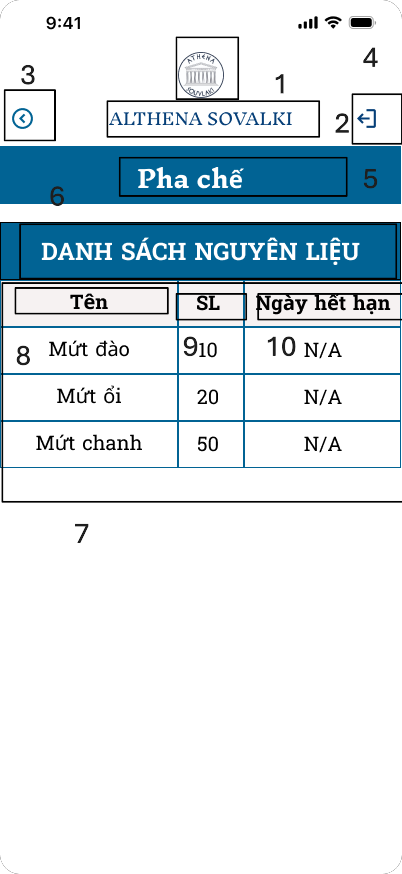 9:41
4
3
ATHENA
SOUVLAKI
1
ALTHENA SOVALKI
2
Pha chế
5
6
DANH SÁCH NGUYÊN LIỆU
Tên SL Ngày hết hạn
8 Mứt đào 9 10 10 N/A
Mứt ổi 20 N/A
Mứt chanh 50 N/A
7